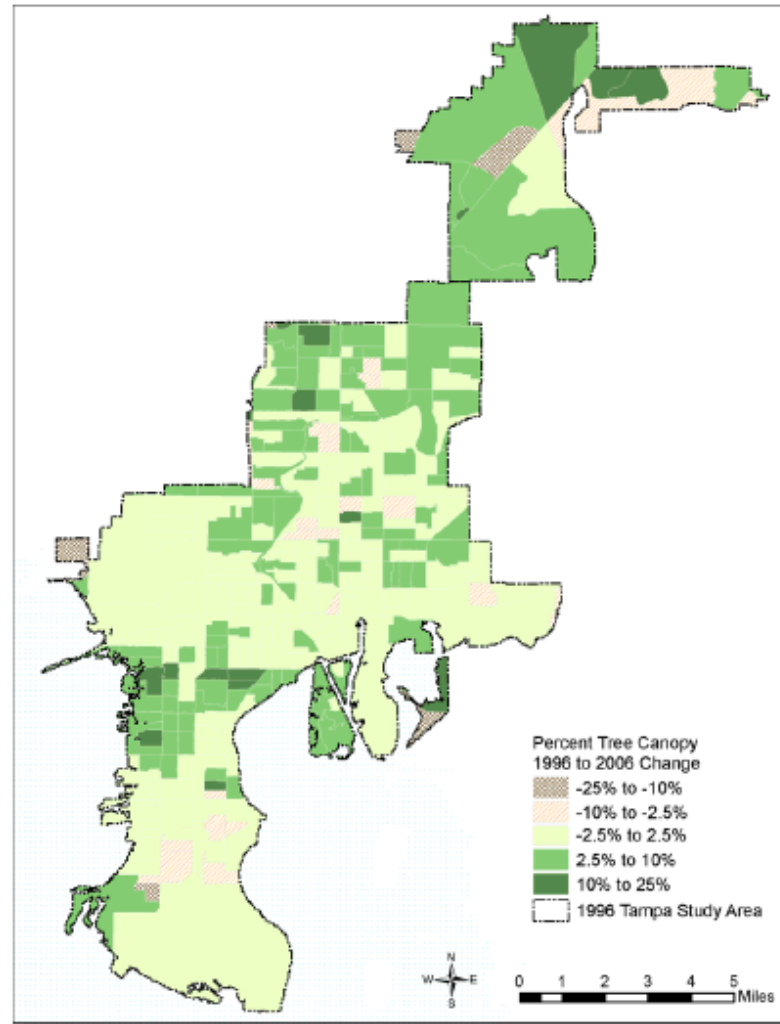 Percent Tree Canopy
1996 to 2006 Change
-25% to -10%
-10% to -2.5%
-2.5% to 2.5%
2.5% to 10%
10% to 25%
1996 Tampa Study Area
N
W E
S
0 1 2 3 4 5
Miles